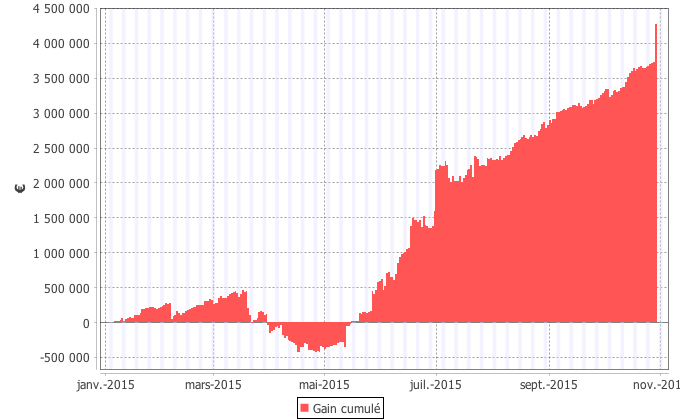 4 500 000
4 000 000
3 500 000
3 000 000
2 500 000
2 000 000
1 500 000
1 000 000
500 000
0
-500 000
€
janv.-2015 mars-2015 mai-2015 juil.-2015 sept.-2015 nov.-20
Gain cumulé